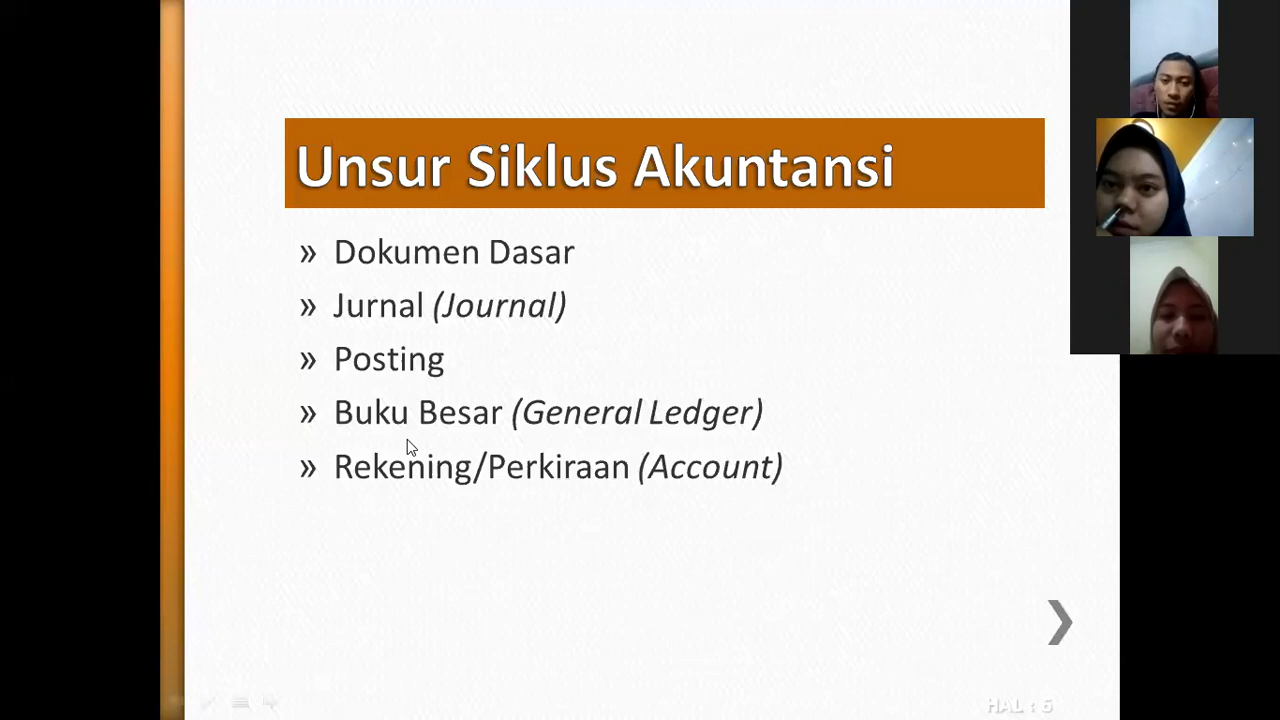 Unsur Siklus Akuntansi
» Dokumen Dasar
» Jurnal (Journal)
» Posting
» Buku Besar (General Ledger)
» Rekening/Perkiraan (Account)
HAL : 6